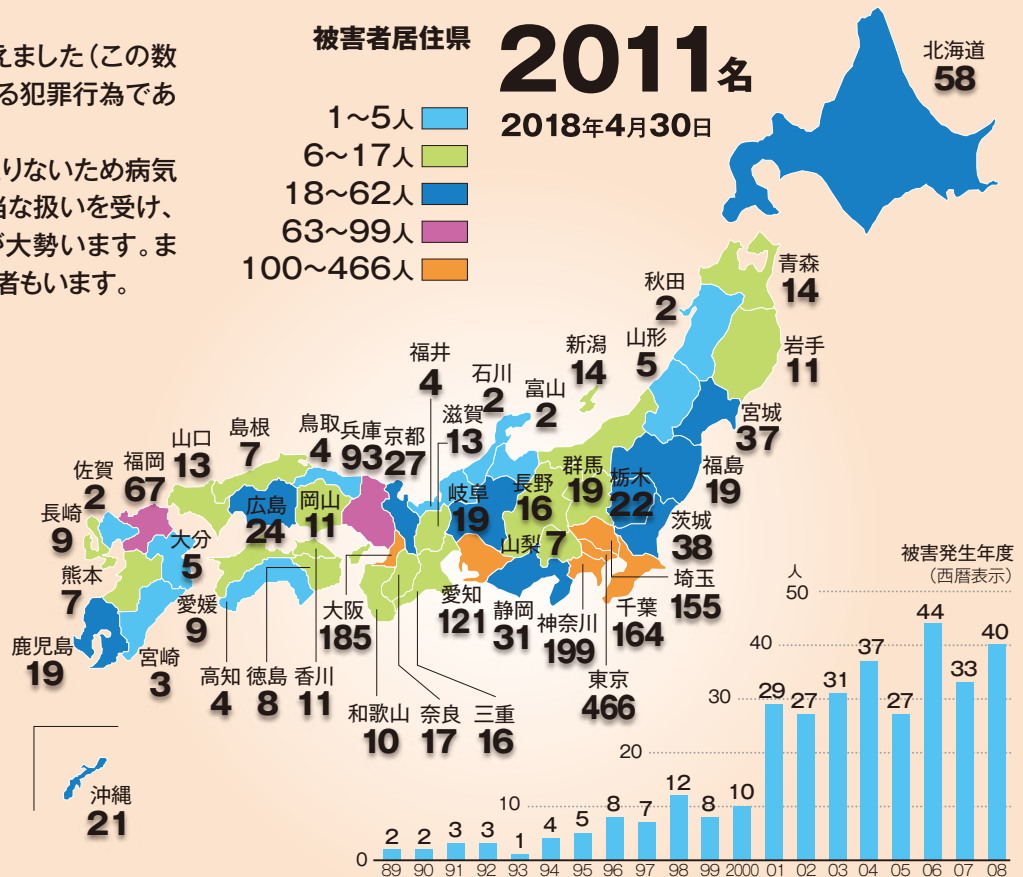 えました（この数
る犯罪行為であ
りないため病気
当な扱いを受け、
が大勢います。ま
者もいます。
被害者居住県
2011名
2018年4月30日
1〜5人
6〜17人
18〜62人
63〜99人
100〜466人
北海道
58
青森
14
秋田
2
岩手
11
山形
5
新潟
14
宮城
37
福島
19
福井
4
石川
2
富山
2
滋賀
13
鳥取
4
兵庫
93
京都
27
島根
7
山口
13
福岡
67
佐賀
2
長崎
9
群馬
19
栃木
22
長野
16
岐阜
19
岡山
11
広島
24
大分
5
茨城
38
山梨 7
熊本
7
愛媛
9
埼玉
155
千葉
164
愛知
121
静岡
31
神奈川
199
大阪
185
鹿児島
19
宮崎
3
高知
4
徳島
8
香川
11
東京
466
和歌山
10
奈良
17
三重
16
沖縄
21
被害発生年度
（西暦表示）
人
50
40
30
20
10
0
2
2
3
3
1
4
5
8
7
12
8
10
29
27
31
37
27
44
33
40
89 90 91 92 93 94 95 96 97 98 99 2000 01 02 03 04 05 06 07 08